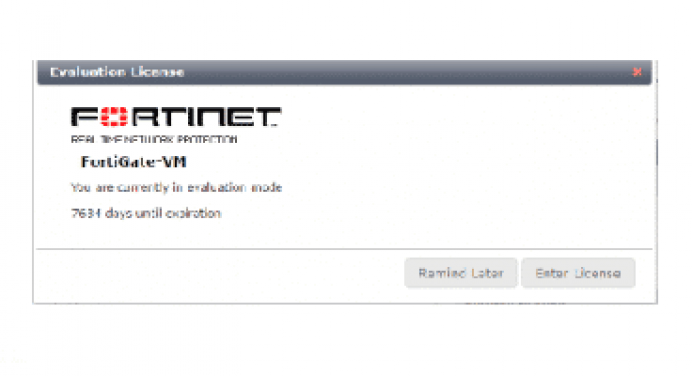 Evaluation License
FORTINET
REAL TIME NETWORK PROTECTION
FortiGate-VM
You are currently in evaluation mode
7634 days until expiration
Remind Later Enter License